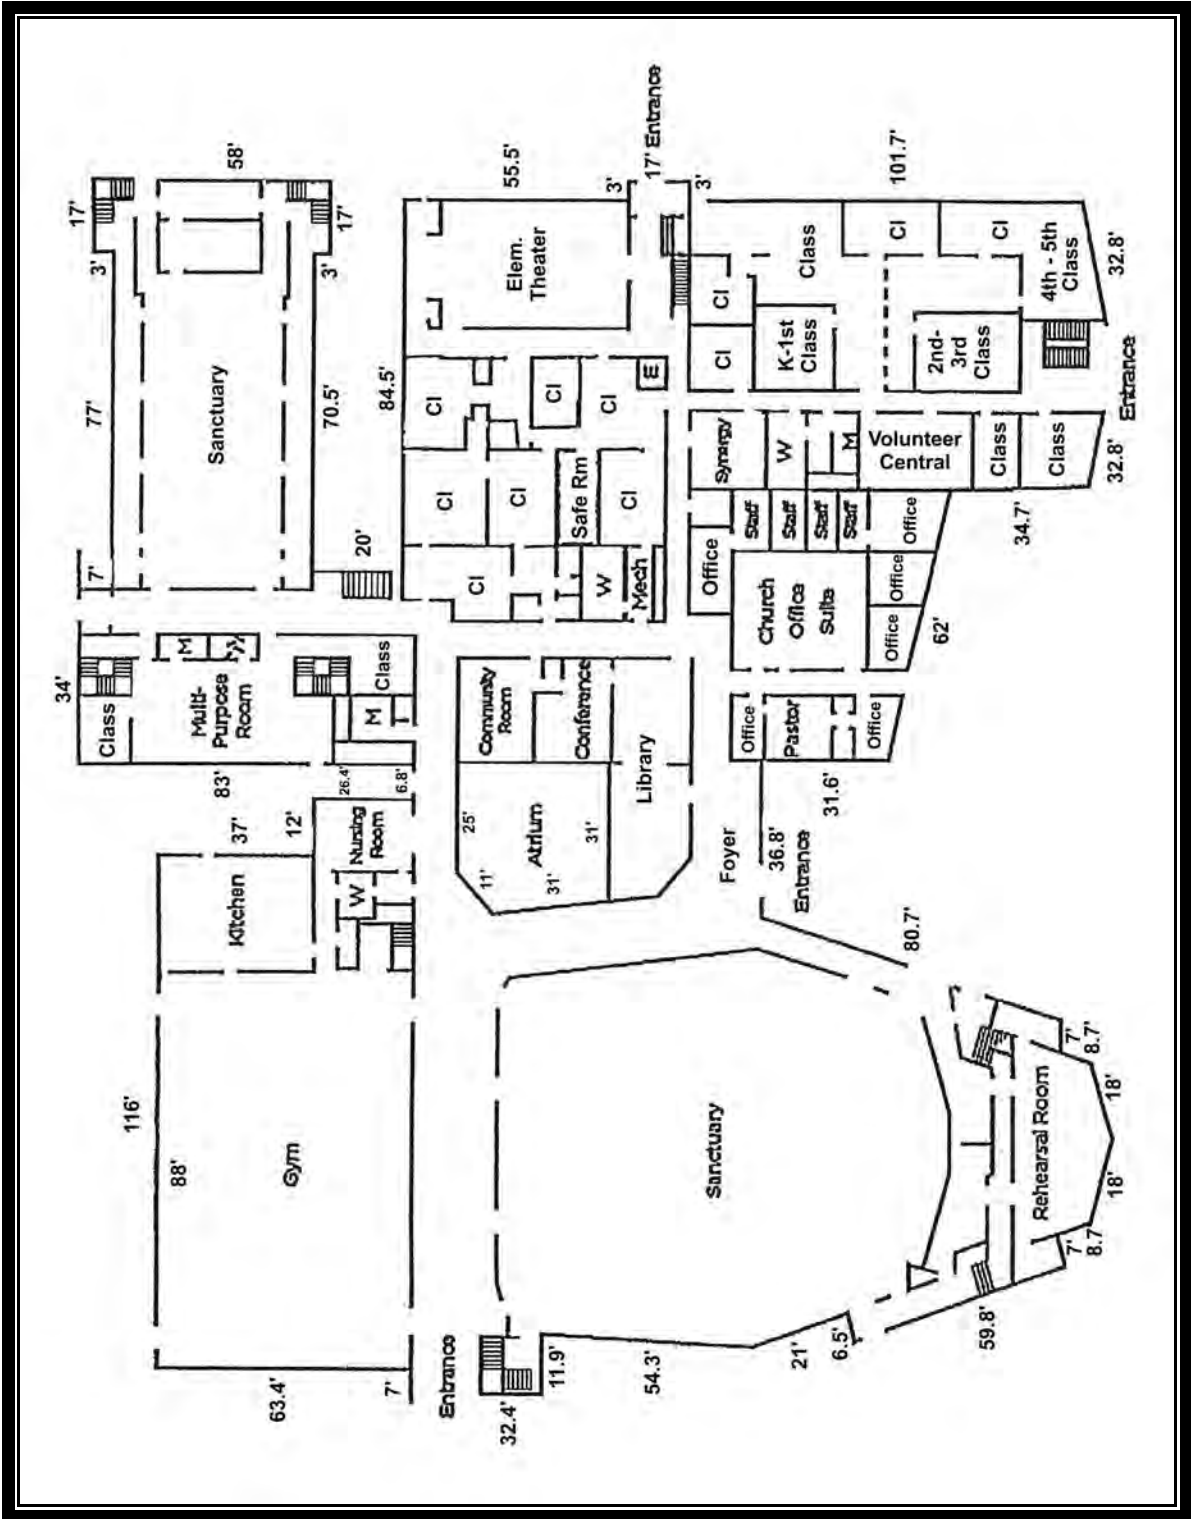 34'
17'
77'
3'
7'
Class
116'
88'
M
Multi-
Purpose
Room
83'
Sanctuary
58'
37'
Kitchen
63.4'
Gym
12'
3'
70.5'
17'
20'
26.4'
Nursing
Room
W
M
Class
84.5'
6.8'
7'
Entrance
Cl
Cl
Cl
25'
11'
Community
Room
32.4'
Cl
55.5'
Elem.
Theater
Atrium
31'
11.9'
Cl
Safe Rm
Conference
31'
W
Cl
Cl
3'
Mech
E
Library
54.3'
17' Entrance
3'
Office
Synergy
Cl
Cl
Sanctuary
Foyer
Office
Staff
36.8'
Church
Office
Suite
Staff
W
K-1st
Class
Class
Pastor
Entrance
21'
Staff
Staff
M
31.6'
6.5'
Office
Office
Office
Office
Volunteer
Central
Cl
101.7'
80.7'
62'
2nd-
3rd
Class
59.8'
Class
Cl
34.7'
Rehearsal Room
Class
4th - 5th
Class
7'
8.7'
7'
8.7
18'
18'
32.8'
32.8'
Entrance